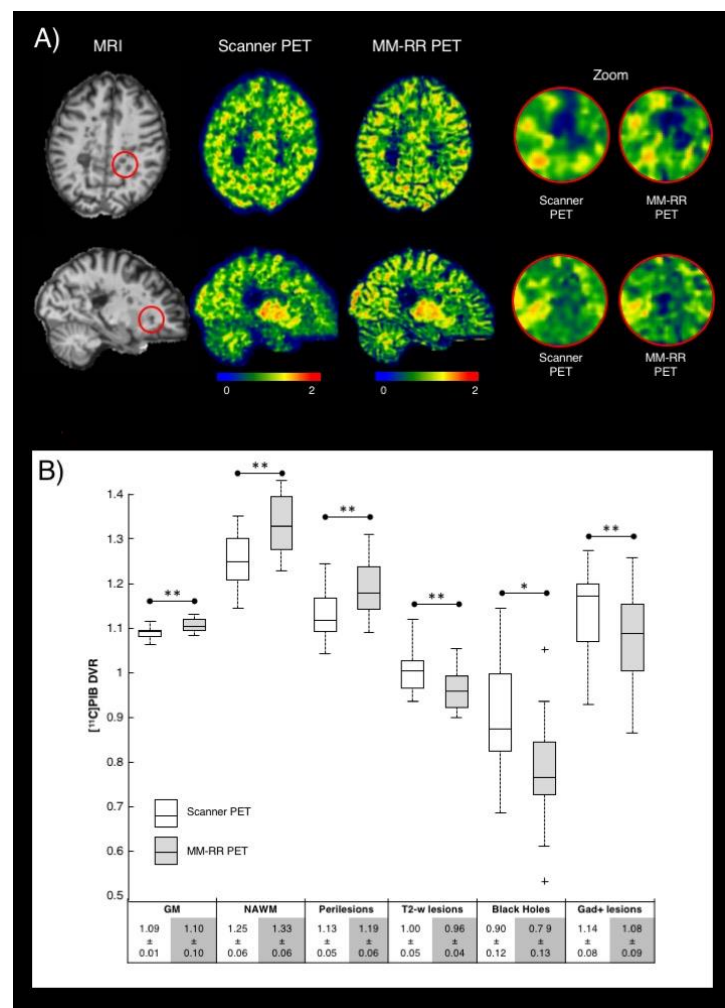 A)
MRI
Scanner PET
MM-RR PET
Zoom
Scanner
PET
MM-RR
PET
Scanner
PET
MM-RR
PET
0
2
0
2
B)
[¹¹C]PIB DVR
1.4
1.3
1.2
1.1
1
0.9
0.8
0.7
0.6
0.5
**
**
**
**
*
**
Scanner PET
MM-RR PET
GM NAWM Perilesions T2-w lesions Black Holes Gad+ lesions
1.09 1.10 1.25 1.33 1.13 1.19 1.00 0.96 0.90 0.7 9 1.14 1.08
± ± ± ± ± ± ± ± ± ± ± ±
0.01 0.10 0.06 0.06 0.05 0.06 0.05 0.04 0.12 0.13 0.08 0.09